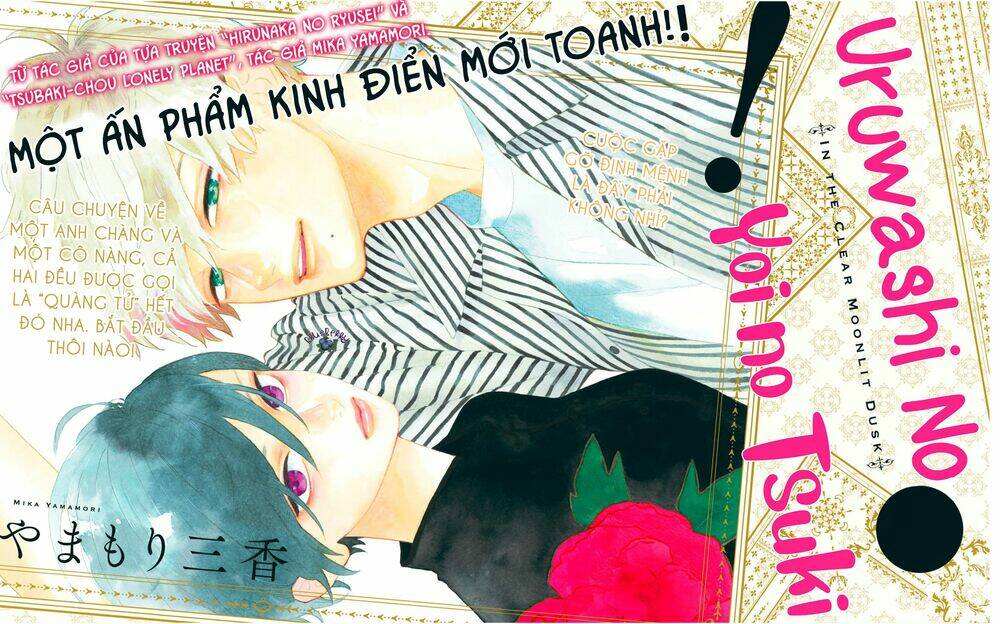 TỪ TÁC GIẢ CỦA TỰA TRUYỆN "HIRUNAKA NO RYUSEI" VÀ
"TSUBAKI-CHOU LONELY PLANET", TÁC GIẢ MIKA YAMAMORI.
MỘT ẤN PHẨM KINH ĐIỂN MỚI TOANH!!
CUỘC GẶP
GỠ ĐỊNH MỆNH
LÀ ĐÂY PHẢI
KHÔNG NHỈ?
CÂU CHUYỆN VỀ
MỘT ANH CHÀNG VÀ
MỘT CÔ NÀNG, CẢ
HAI ĐỀU ĐƯỢC GỌI
LÀ "QUÀNG TỬ" HẾT
ĐÓ NHA. BẮT ĐẦU
THÔI NÀO!
URUWASHI NO
YOI NO TSUKI
IN THE CLEAR MOONLIT DUSK
MIKA YAMAMORI
やまもり三香